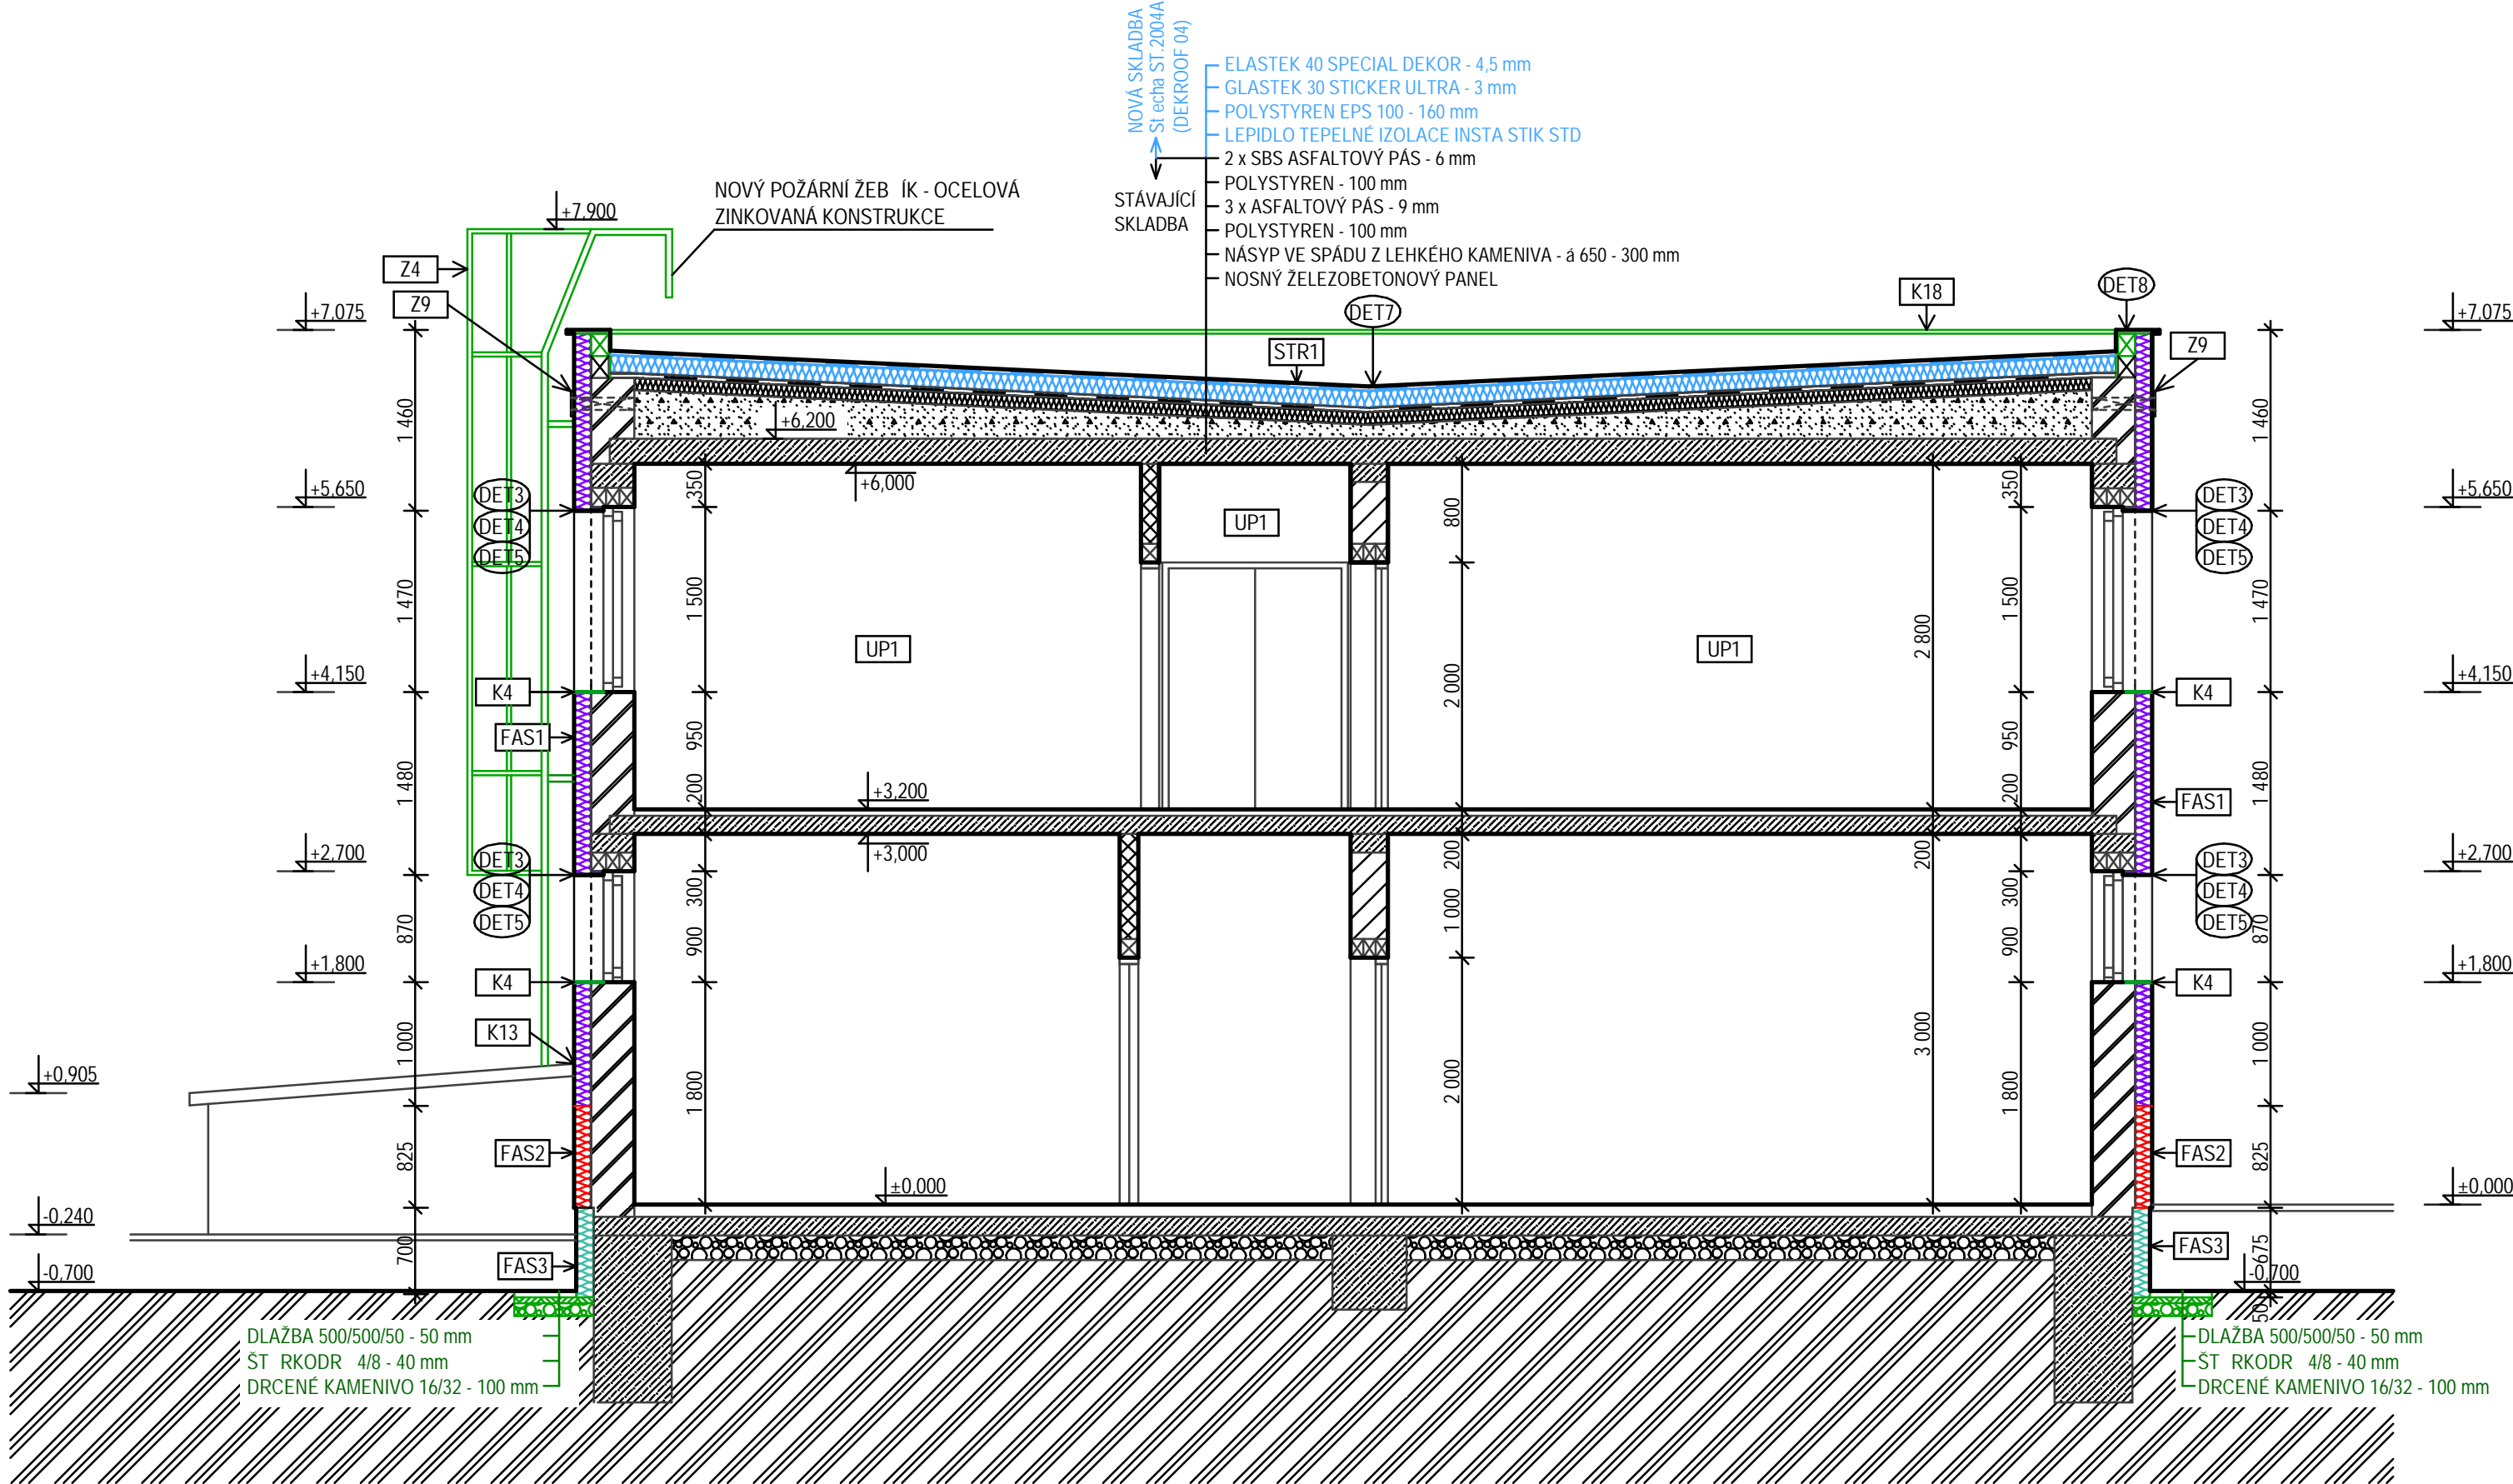 NOVÁ SKLADBA
St echa ST.2004A
(DEKROOF 04)
ELASTEK 40 SPECIAL DEKOR - 4,5 mm
GLASTEK 30 STICKER ULTRA - 3 mm
POLYSTYREN EPS 100 - 160 mm
LEPIDLO TEPELNÉ IZOLACE INSTA STIK STD
2 x SBS ASFALTOVÝ PÁS - 6 mm
POLYSTYREN - 100 mm
3 x ASFALTOVÝ PÁS - 9 mm
POLYSTYREN - 100 mm
NÁSYP VE SPÁDU Z LEHKÉHO KAMENIVA - á 650 - 300 mm
NOSNÝ ŽELEZOBETONOVÝ PANEL
STÁVAJÍCÍ
SKLADBA
NOVÝ POŽÁRNÍ ŽEB ÍK - OCELOVÁ
ZINKOVANÁ KONSTRUKCE
+7,900
Z4
Z9
K18
DET8
DET7
STR1
Z9
+7,075
+7,075
1 460
1 460
+6,200
+6,000
+5,650
+5,650
DET3
DET4
DET5
DET3
DET4
DET5
350
800
350
UP1
1 470
1 500
UP1
2 000
UP1
2 800
1 500
1 470
+4,150
K4
+4,150
K4
FAS1
950
950
1 480
200
+3,200
200
1 480
FAS1
+3,000
200
200
+2,700
+2,700
DET3
DET4
DET5
DET3
DET4
DET5
870
300
900
1 000
300
900
870
+1,800
K4
+1,800
K4
K13
1 000
1 800
2 000
3 000
1 800
1 000
+0,905
825
FAS2
FAS2
825
±0,000
±0,000
-0,240
700
FAS3
FAS3
675
-0,700
-0,700
50
DLAŽBA 500/500/50 - 50 mm
ŠT RKODR 4/8 - 40 mm
DRCENÉ KAMENIVO 16/32 - 100 mm
DLAŽBA 500/500/50 - 50 mm
ŠT RKODR 4/8 - 40 mm
DRCENÉ KAMENIVO 16/32 - 100 mm